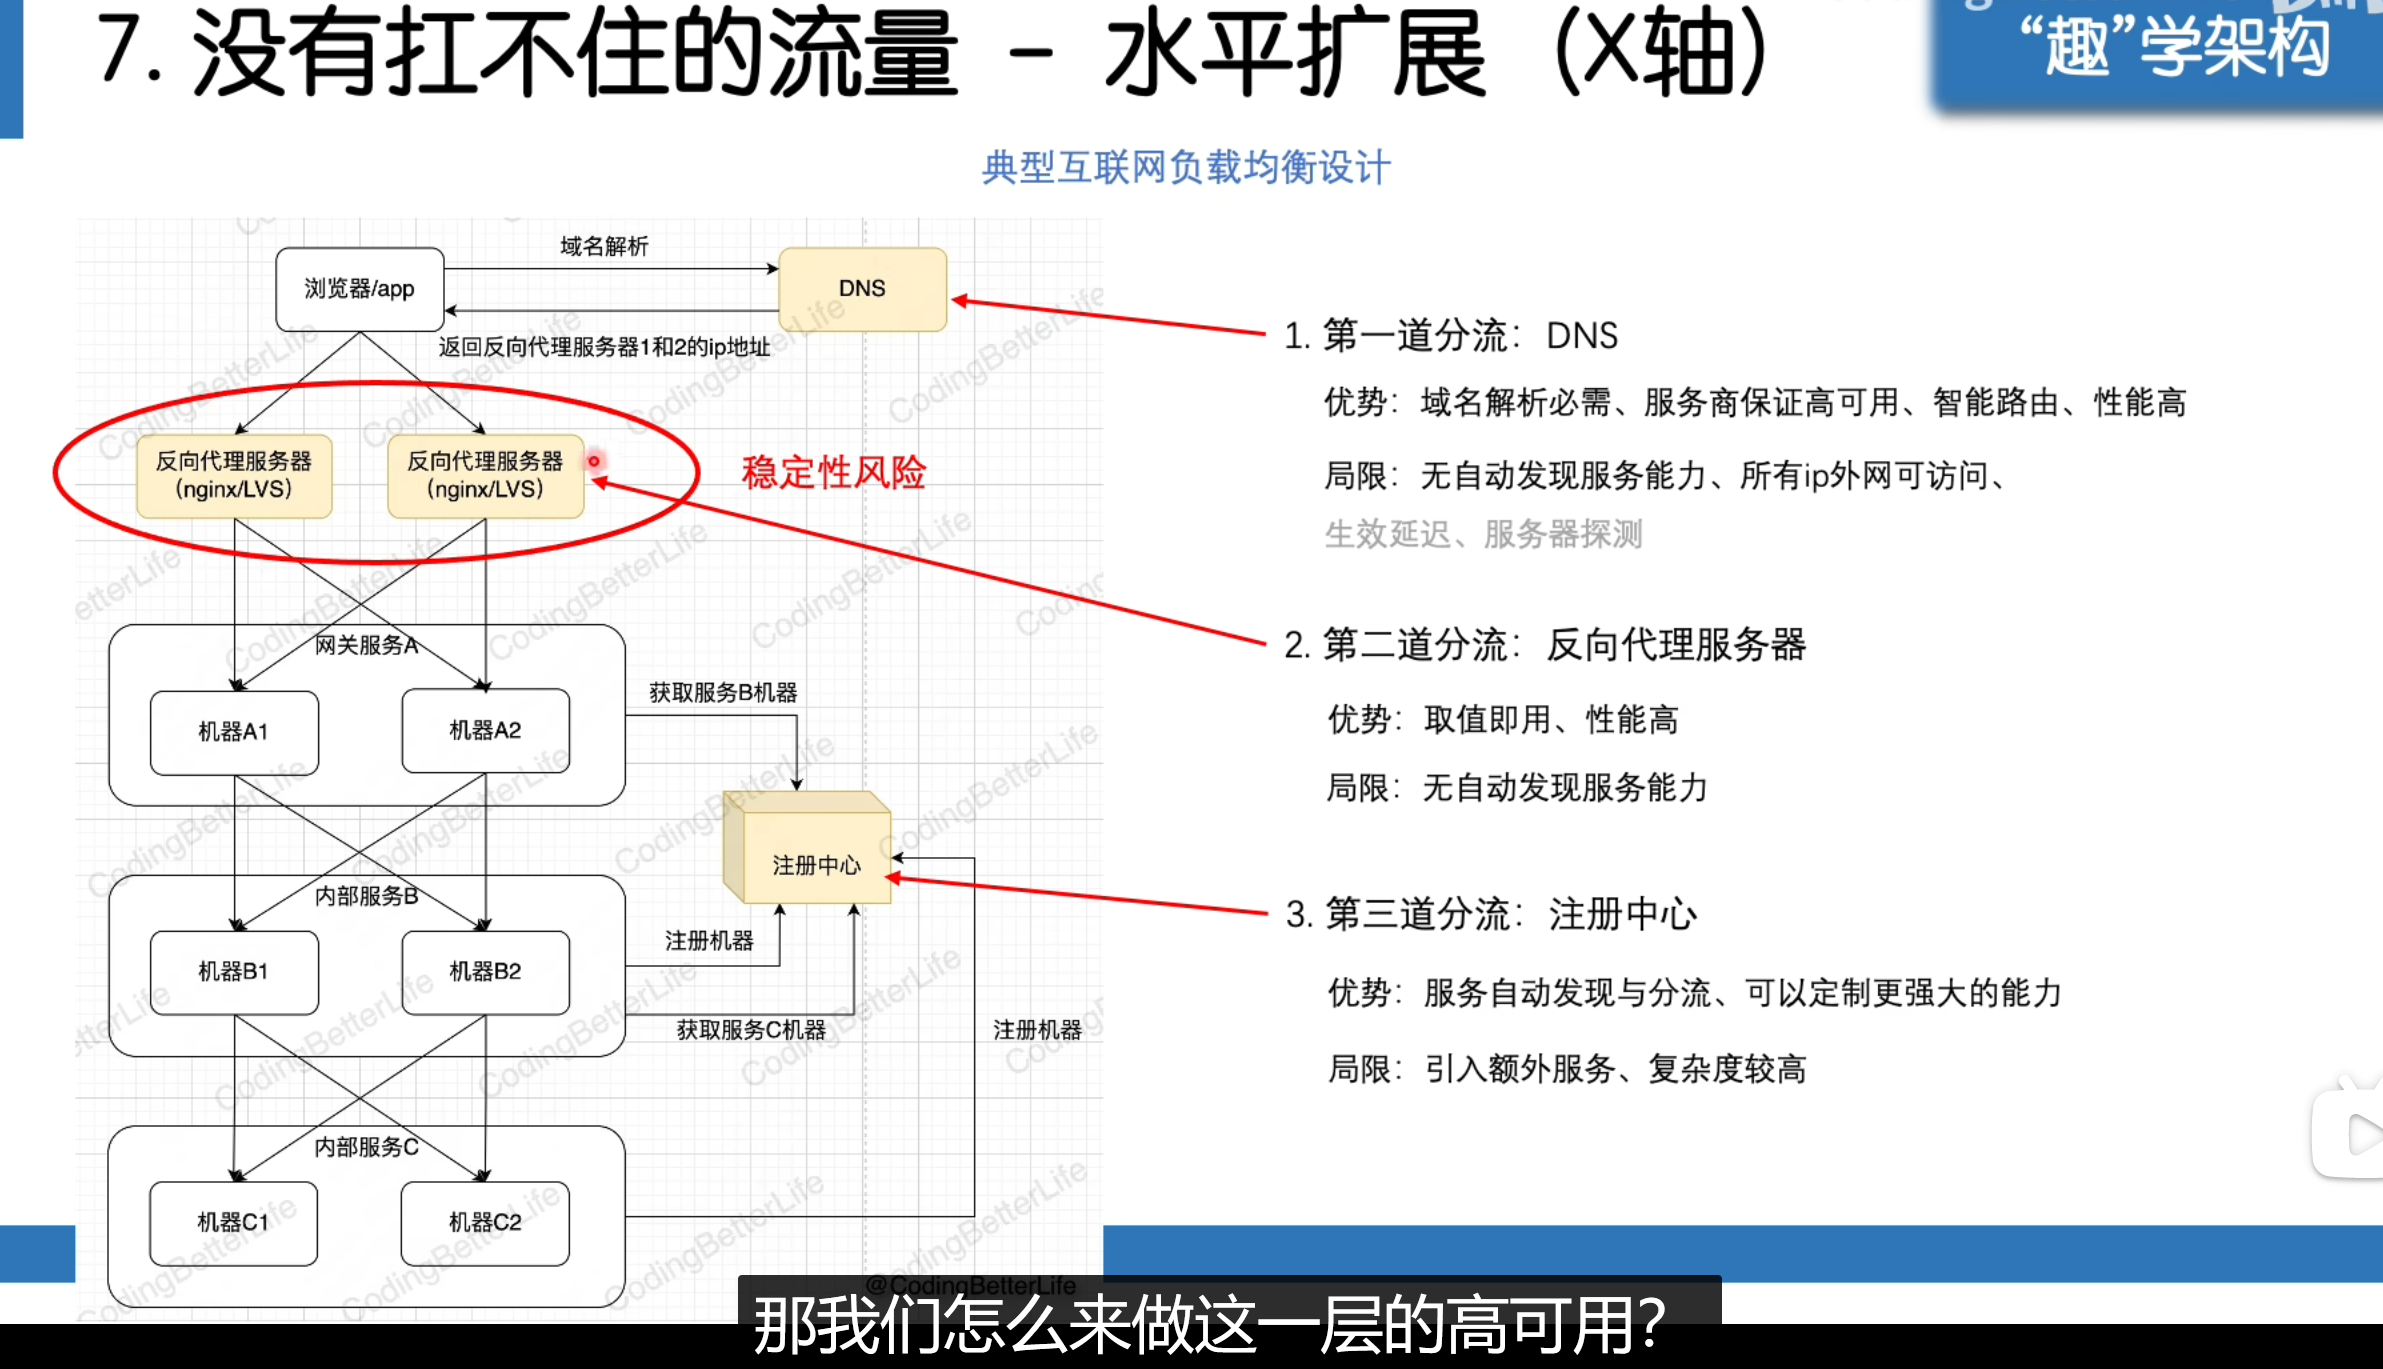 7. 没有扛不住的流量 - 水平扩展（X轴）
“趣”学架构
典型互联网负载均衡设计
域名解析
浏览器/app
DNS
返回反向代理服务器1和2的ip地址
反向代理服务器
（nginx/LVS）
反向代理服务器
（nginx/LVS）
稳定性风险
网关服务A
机器A1
机器A2
获取服务B机器
注册中心
内部服务B
机器B1
机器B2
注册机器
获取服务C机器
注册机器
内部服务C
机器C1
机器C2
1. 第一道分流：DNS
优势：域名解析必需、服务商保证高可用、智能路由、性能高
局限：无自动发现服务能力、所有ip外网可访问、
生效延迟、服务器探测
2. 第二道分流：反向代理服务器
优势：取值即用、性能高
局限：无自动发现服务能力
3. 第三道分流：注册中心
优势：服务自动发现与分流、可以定制更强大的能力
局限：引入额外服务、复杂度较高
@CodingBetterLife
那我们怎么来做这一层的高可用？
CodingBetterLife